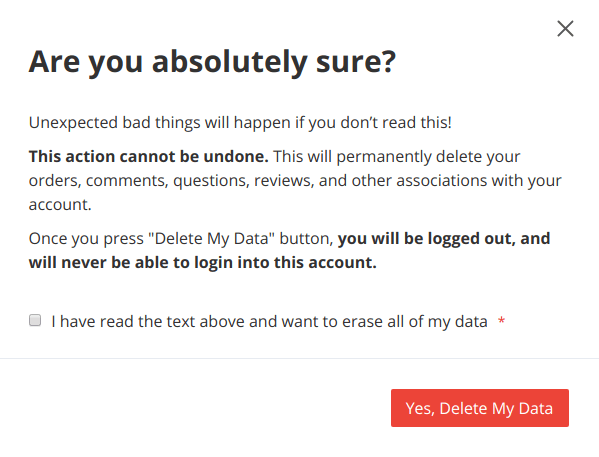 Are you absolutely sure?
Unexpected bad things will happen if you don’t read this!
This action cannot be undone. This will permanently delete your
orders, comments, questions, reviews, and other associations with your
account.
Once you press "Delete My Data" button, you will be logged out, and
will never be able to login into this account.
I have read the text above and want to erase all of my data *
Yes, Delete My Data